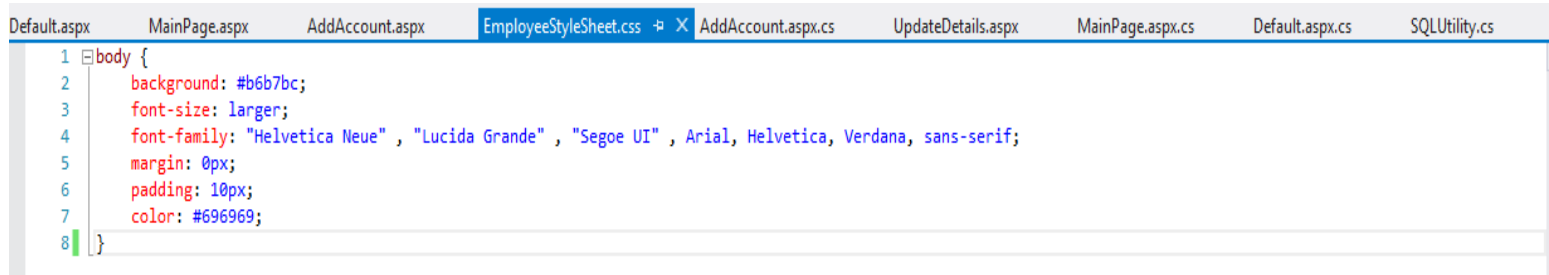 Default.aspx MainPage.aspx AddAccount.aspx EmployeeStyleSheet.css AddAccount.aspx.cs UpdateDetails.aspx MainPage.aspx.cs Default.aspx.cs SQLUtility.cs
1 body {
2 background: #b6b7bc;
3 font-size: larger;
4 font-family: "Helvetica Neue" , "Lucida Grande" , "Segoe UI" , Arial, Helvetica, Verdana, sans-serif;
5 margin: 0px;
6 padding: 10px;
7 color: #696969;
8 }